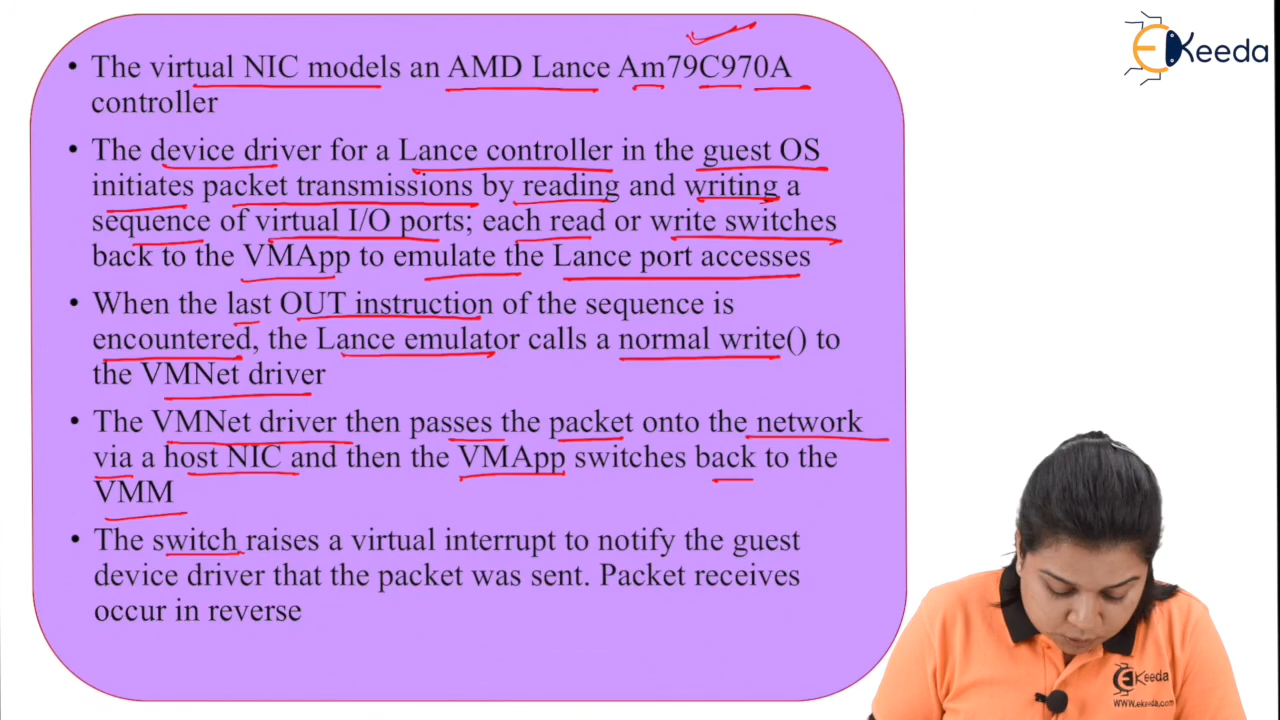 • The virtual NIC models an AMD Lance Am79C970A
controller
• The device driver for a Lance controller in the guest OS
initiates packet transmissions by reading and writing a
sequence of virtual I/O ports; each read or write switches
back to the VMApp to emulate the Lance port accesses
• When the last OUT instruction of the sequence is
encountered, the Lance emulator calls a normal write() to
the VMNet driver
• The VMNet driver then passes the packet onto the network
via a host NIC and then the VMApp switches back to the
VMM
• The switch raises a virtual interrupt to notify the guest
device driver that the packet was sent. Packet receives
occur in reverse
EKeeda
EKeeda
www.ekeeda.com